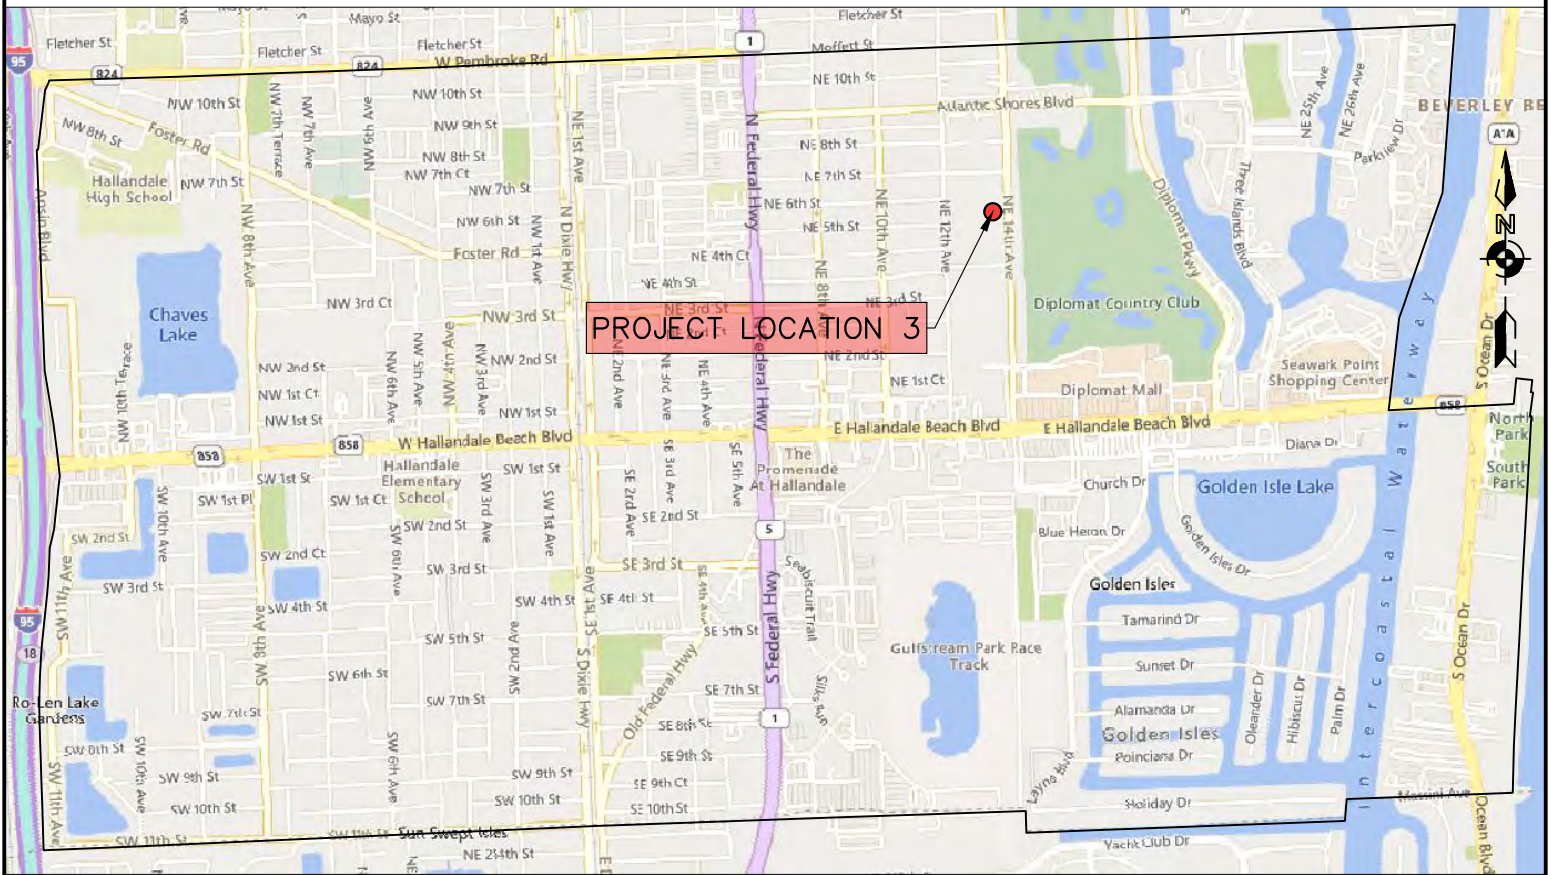 Fletcher St
Mayo St
Fletcher St
Fletcher St
Fletcher St
Moffett St
95
824
824
W Pembroke Rd
1
NE 10th St
NW 10th St
NW 10th St
Atlantic Shores Blvd
BEVERLY BE
NW 8th St
Foster Rd
NW 7th Terrace
NW 7th Ave
NW 6th Ave
NW 9th St
NW 8th St
NW 7th Ct
NW 7th St
NW 7th St
NE 1st Ave
N Federal Hwy
NE 8th St
NE 7th St
NE 6th St
NE 5th St
NE 25th Ave
NE 26th Ave
Parkview Dr
A1A
Hallandale
High School
Ansin Blvd
NW 8th Ave
NW 6th St
NW 1st Ave
N Dixie Hwy
Foster Rd
NE 4th Ct
NE 4th St
NE 10th Ave
NE 12th Ave
NE 14th Ave
Diplomat Pkwy
Three Islands Blvd
N
Chaves
Lake
NW 3rd Ct
NW 3rd St
NE 3rd St
NE 3rd St
NE 8th Ave
PROJECT LOCATION 3
Diplomat Country Club
NW 10th Terrace
NW 2nd St
NW 1st Ct
NW 1st St
NW 6th Ave
NW 5th Ave
NW 4th Ave
NW 3rd Ave
NW 2nd St
NW 1st St
NE 2nd Ave
NE 3rd Ave
NE 4th Ave
N Federal Hwy
NE 2nd St
NE 1st Ct
Diplomat Mall
Seawark Point
Shopping Center
S Ocean Dr
858
858
858
W Hallandale Beach Blvd
E Hallandale Beach Blvd
E Hallandale Beach Blvd
North
Park
South
Park
Hallandale
Elementary
School
SW 1st St
SW 1st Pl
SW 1st Ct
SW 1st St
SW 10th Ave
SW 3rd Ave
SW 1st Ave
SE 2nd Ave
SE 3rd Ave
SE 5th Ave
The
Promenade
At Hallandale
Church Dr
Diana Dr
Golden Isle Lake
Golden Isles Dr
Blue Heron Dr
Intercoastal Waterway
SW 2nd St
SW 2nd St
SW 2nd Ct
SE 2nd St
5
SW 3rd St
SW 3rd St
SE 3rd St
SW 6th Ave
SW 11th Ave
SW 4th St
SW 4th St
SE 4th St
SE 4th Ave
SE 1st Ave
Seabiscuit Trail
Golden Isles
Tamarind Dr
95
18
SW 8th Ave
SW 5th St
SE 5th St
SW 6th St
SW 2nd Ave
S Dixie Hwy
Old Federal Hwy
S Federal Hwy
Gulfstream Park Race
Track
Sunset Dr
Oleander Dr
Hibiscus Dr
Palm Dr
S Ocean Dr
Ro-Len Lake
Gardens
SW 7th St
SW 7th St
SE 7th St
1
Alamanda Dr
Golden Isles
Poinciana Dr
SW 8th St
SE 8th St
SW 10th Ave
SW 6th Ave
SW 9th St
SW 9th St
SE 9th St
SE 9th Ct
Layne Blvd
SW 10th St
SW 10th St
SE 10th St
Holiday Dr
Massini Ave
SW 11th Ave
SW 11th St
SW 11th St
Sun Swept Isles
NE 214th St
Yacht Club Dr
Ocean Blvd